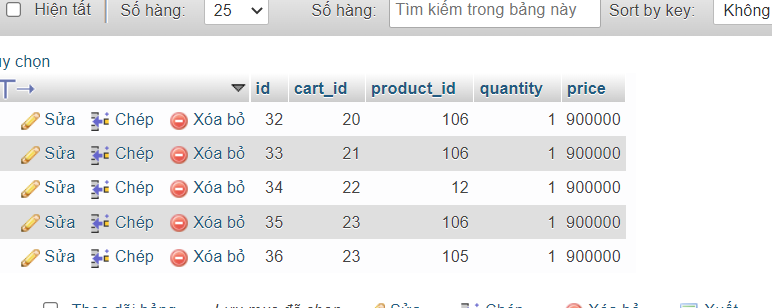 Hiện tất Số hàng: 25 Số hàng: Tìm kiếm trong bảng này Sort by key: Không
uy chọn
id cart_id product_id quantity price
Sửa Chép Xóa bỏ 32 20 106 1 900000
Sửa Chép Xóa bỏ 33 21 106 1 900000
Sửa Chép Xóa bỏ 34 22 12 1 900000
Sửa Chép Xóa bỏ 35 23 106 1 900000
Sửa Chép Xóa bỏ 36 23 105 1 900000
Theo dõi bảng Lưu mục đã chọn Sửa Chép Xóa bỏ Xuất